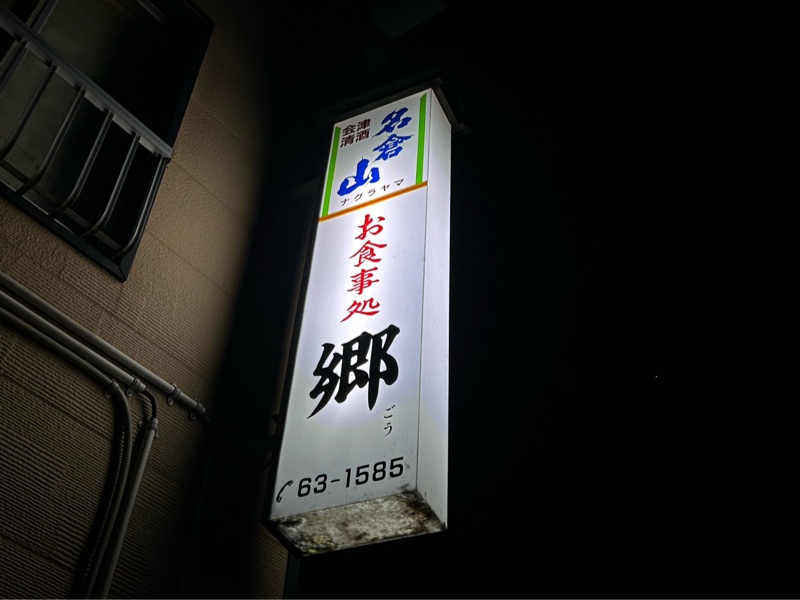 会津
清酒
名倉山
ナグラヤマ
お食事処
郷
ごう
63-1585